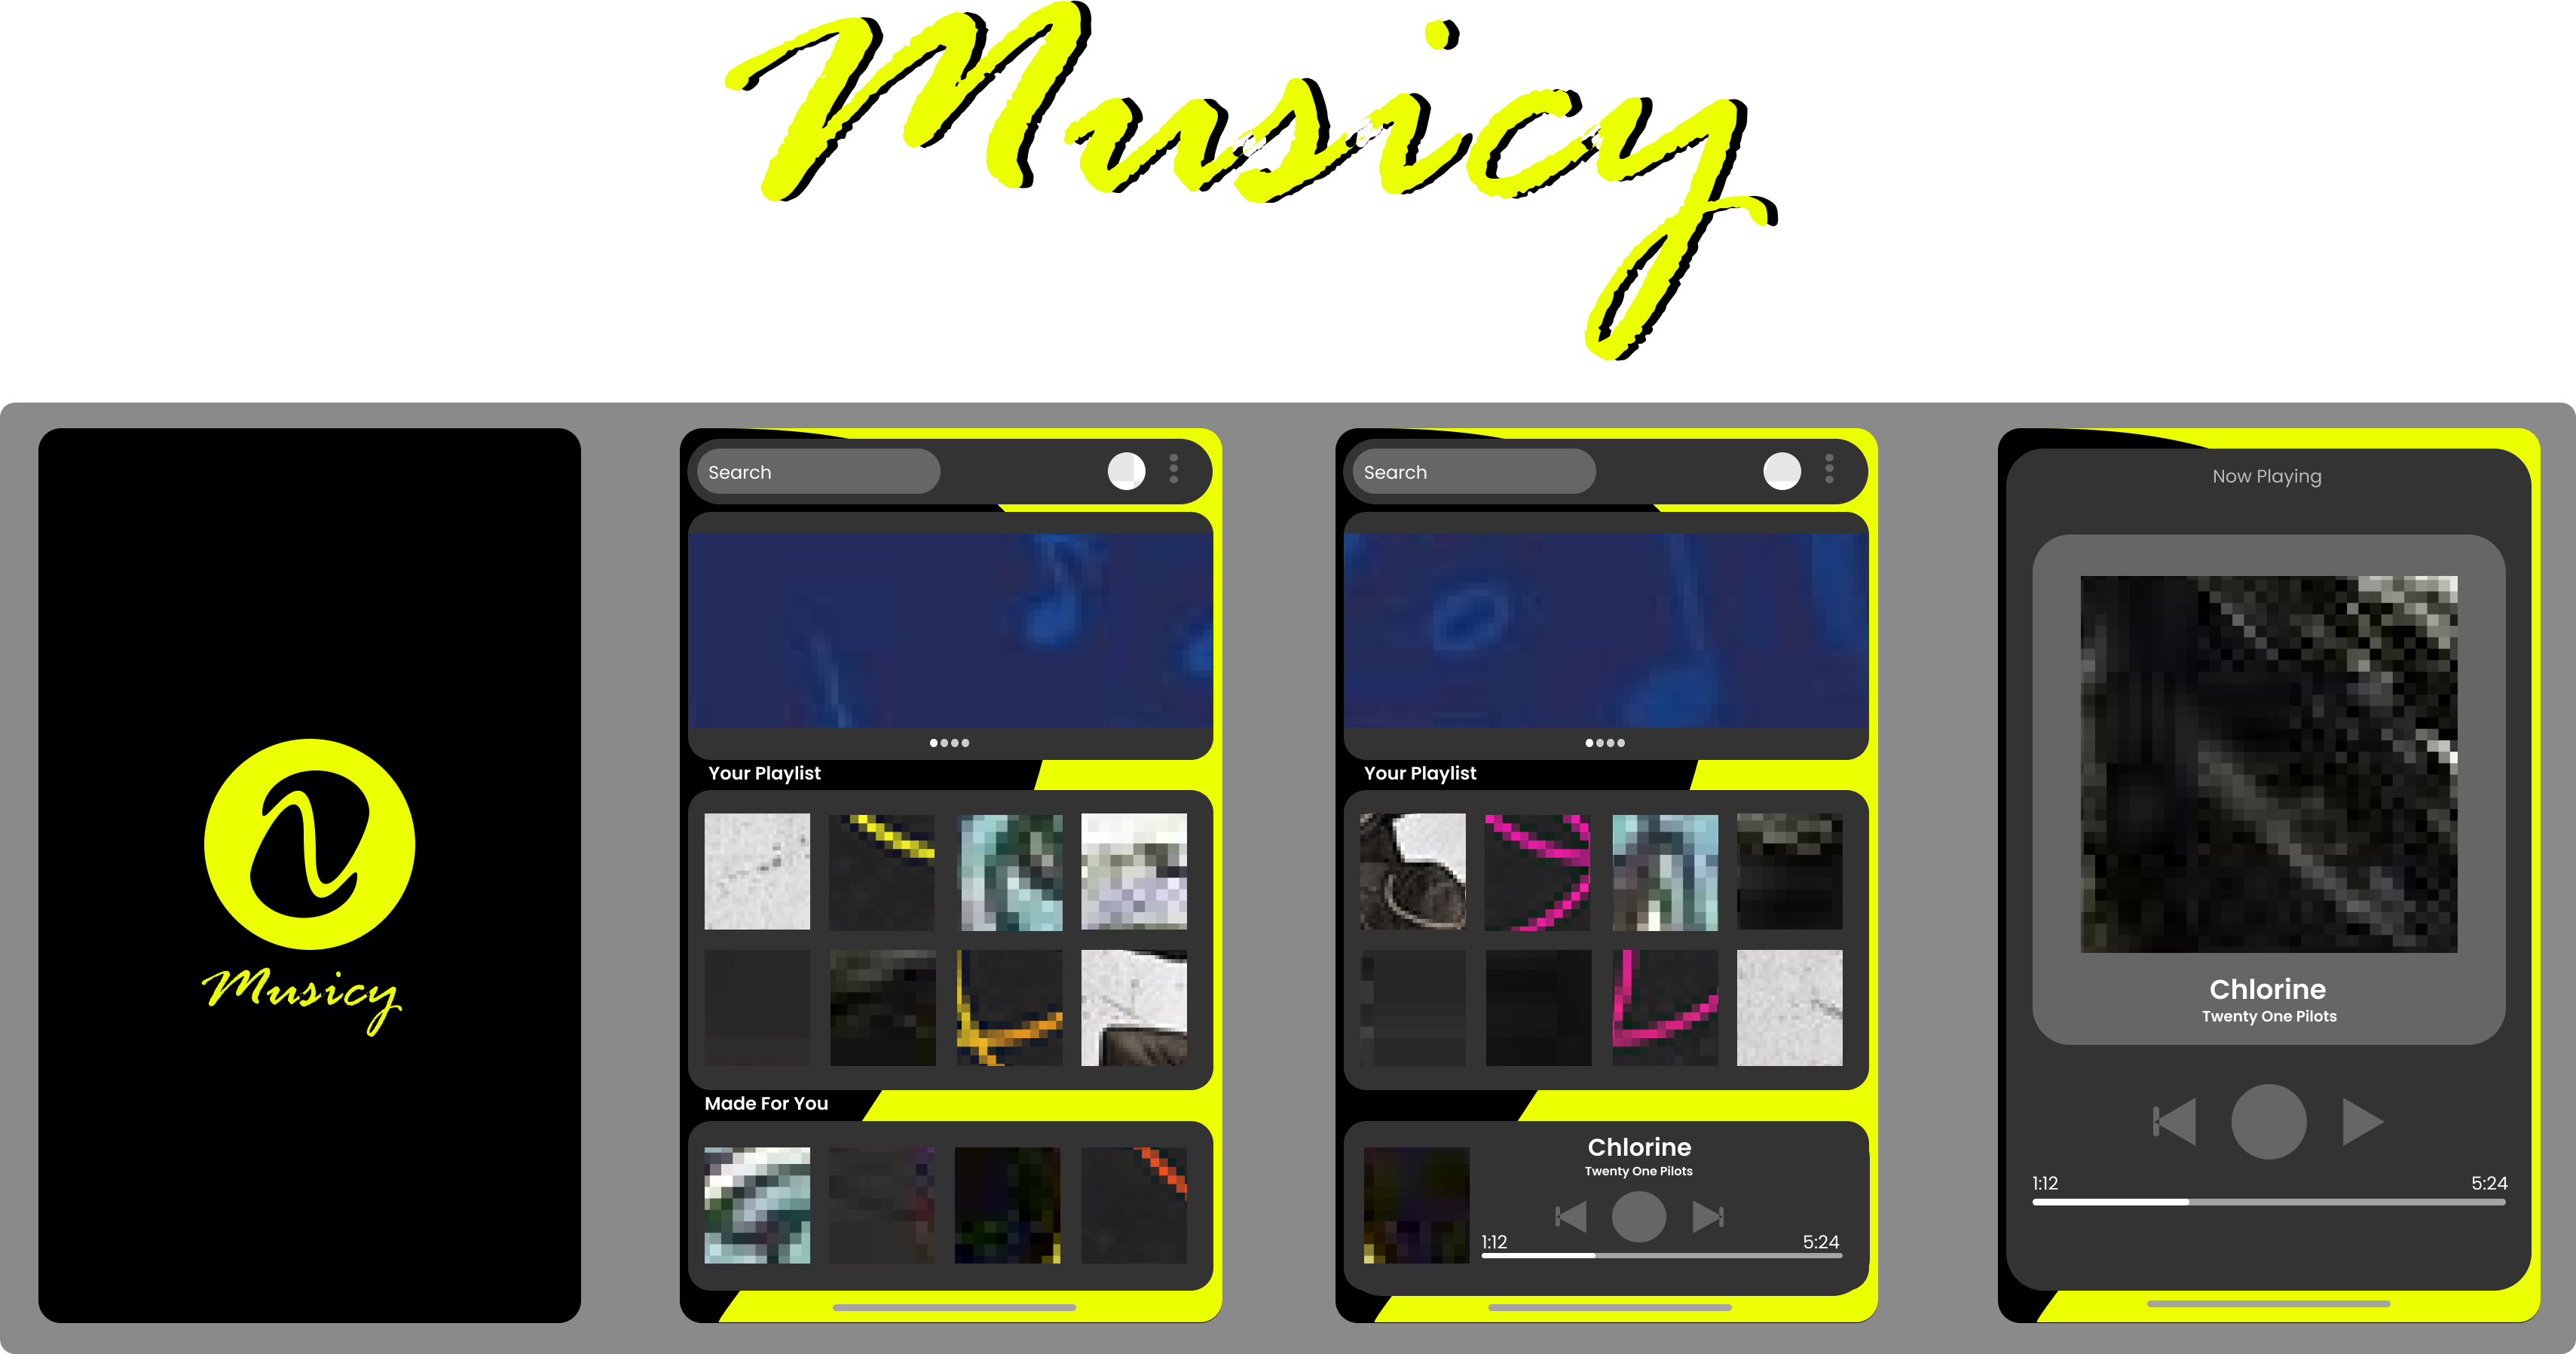 Musicy
Musicy
Search
Your Playlist
Made For You
Search
Your Playlist
Chlorine
Twenty One Pilots
1:12
5:24
Now Playing
Chlorine
Twenty One Pilots
1:12
5:24